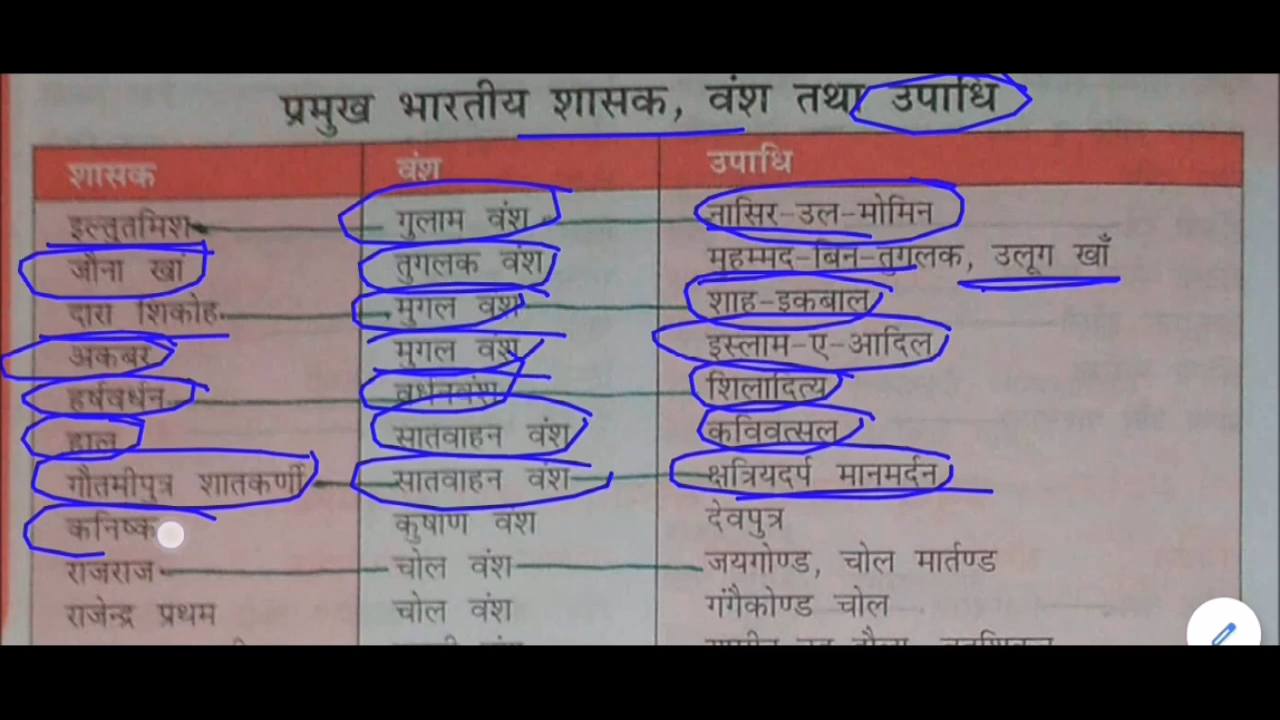 प्रमुख भारतीय शासक, वंश तथा उपाधि
शासक वंश उपाधि
इल्तुतमिश गुलाम वंश नासिर-उल-मोमिन
जौना खां तुगलक वंश मुहम्मद-बिन-तुगलक, उलूग खाँ
दारा शिकोह मुगल वंश शाह-इकबाल
अकबर मुगल वंश इस्लाम-ए-आदिल
हर्षवर्धन वर्धनवंश शिलादित्य
हाल सातवाहन वंश कविवत्सल
गौतमीपुत्र शातकर्णी सातवाहन वंश क्षत्रियदर्प मानमर्दन
कनिष्क कुषाण वंश देवपुत्र
राजराज चोल वंश जयगोण्ड, चोल मार्तण्ड
राजेन्द्र प्रथम चोल वंश गंगैकोण्ड चोल